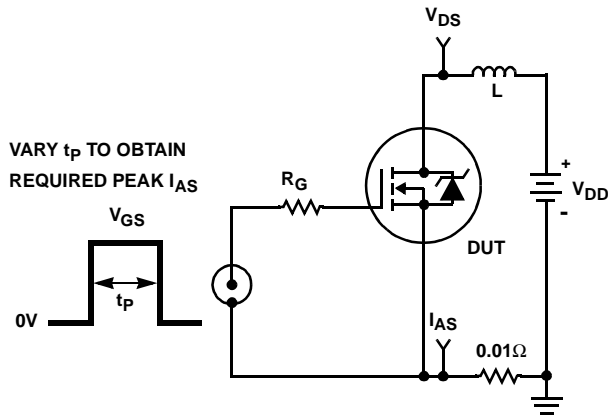 V_DS
L
VARY t_P TO OBTAIN
REQUIRED PEAK I_AS
R_G
+
V_DD
-
V_GS
DUT
t_P
0V
I_AS
0.01Ω